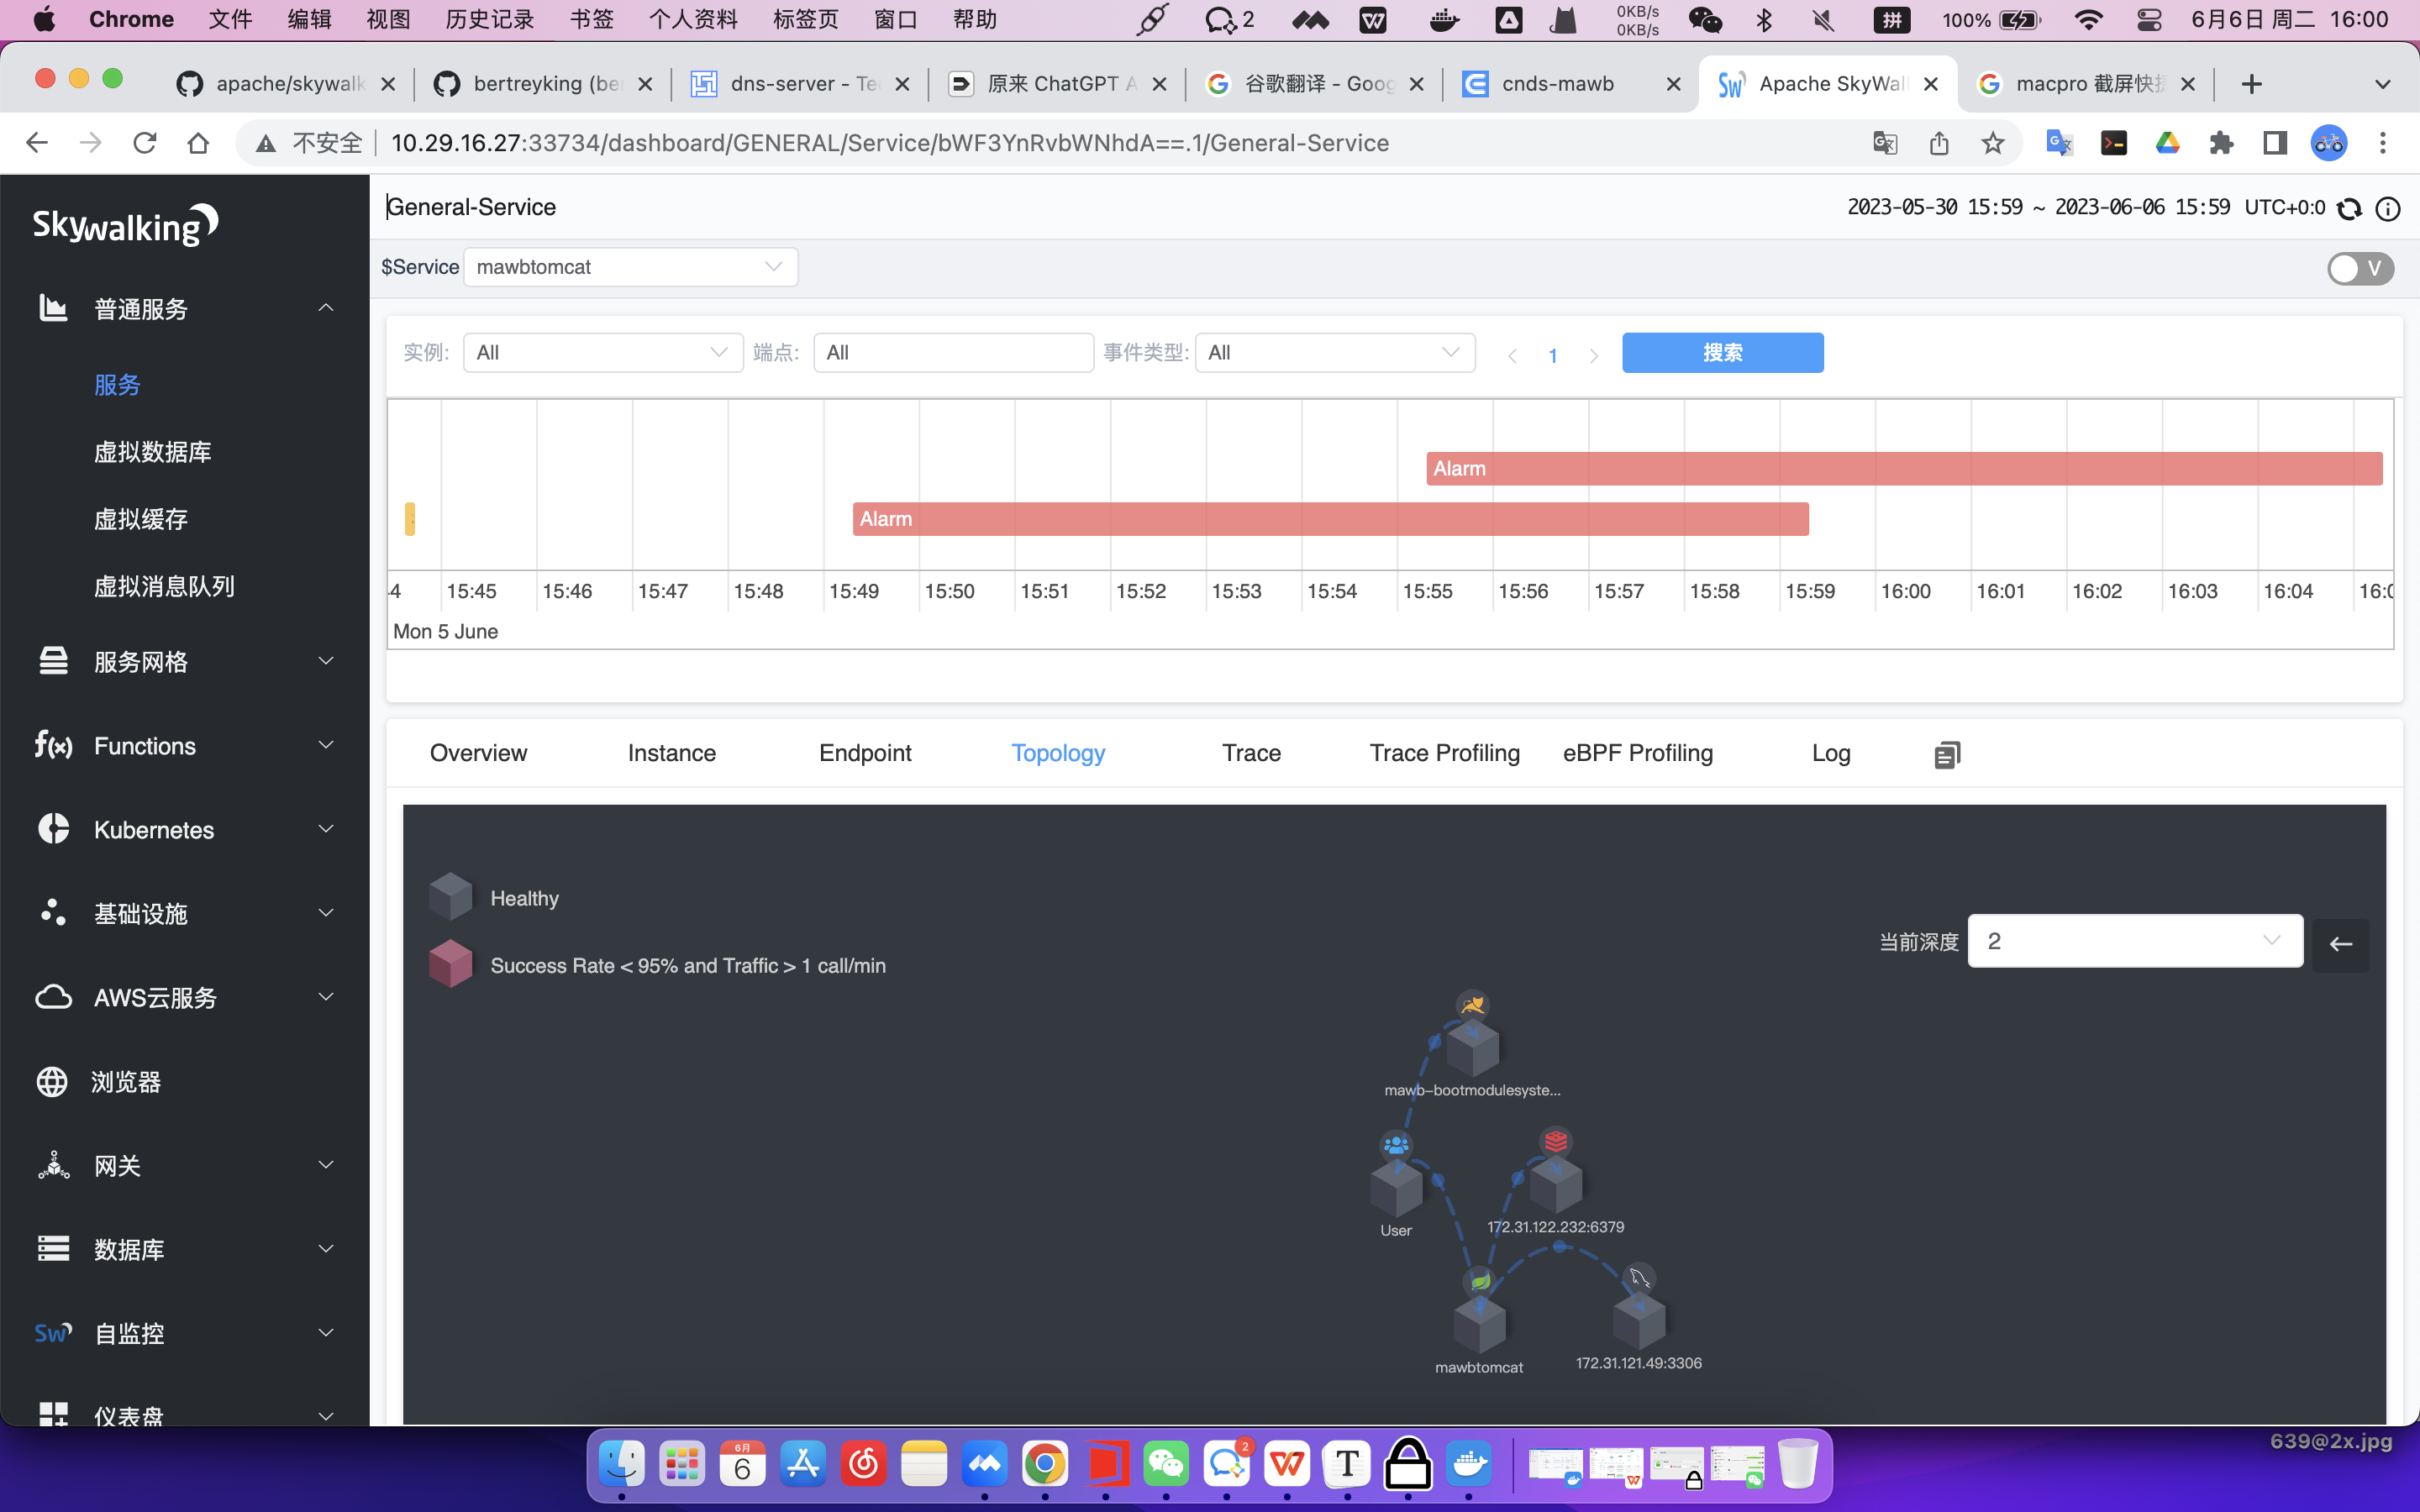 Chrome 文件 编辑 视图 历史记录 书签 个人资料 标签页 窗口 帮助 2 0KB/s 0KB/s 拼 100% 6月6日 周二 16:00
apache/skywalk bertreyking (be dns-server - Te 原来 ChatGPT A 谷歌翻译 - Goog cnds-mawb Apache SkyWal macpro 截屏快
不安全 10.29.16.27:33734/dashboard/GENERAL/Service/bWF3YnRvbWNhdA==.1/General-Service
Skywalking
General-Service
2023-05-30 15:59 ~ 2023-06-06 15:59 UTC+0:0
$Service mawbtomcat
V
普通服务
服务
虚拟数据库
虚拟缓存
虚拟消息队列
服务网格
Functions
Kubernetes
基础设施
AWS云服务
浏览器
网关
数据库
Sw 自监控
仪表盘
实例: All 端点: All 事件类型: All 1 搜索
Alarm
Alarm
4 15:45 15:46 15:47 15:48 15:49 15:50 15:51 15:52 15:53 15:54 15:55 15:56 15:57 15:58 15:59 16:00 16:01 16:02 16:03 16:04 16:0
Mon 5 June
Overview Instance Endpoint Topology Trace Trace Profiling eBPF Profiling Log
Healthy
Success Rate < 95% and Traffic > 1 call/min
当前深度 2
mawb-bootmodulesyste...
User
172.31.122.232:6379
mawbtomcat
172.31.121.49:3306
6月
6
2
T
639@2x.jpg